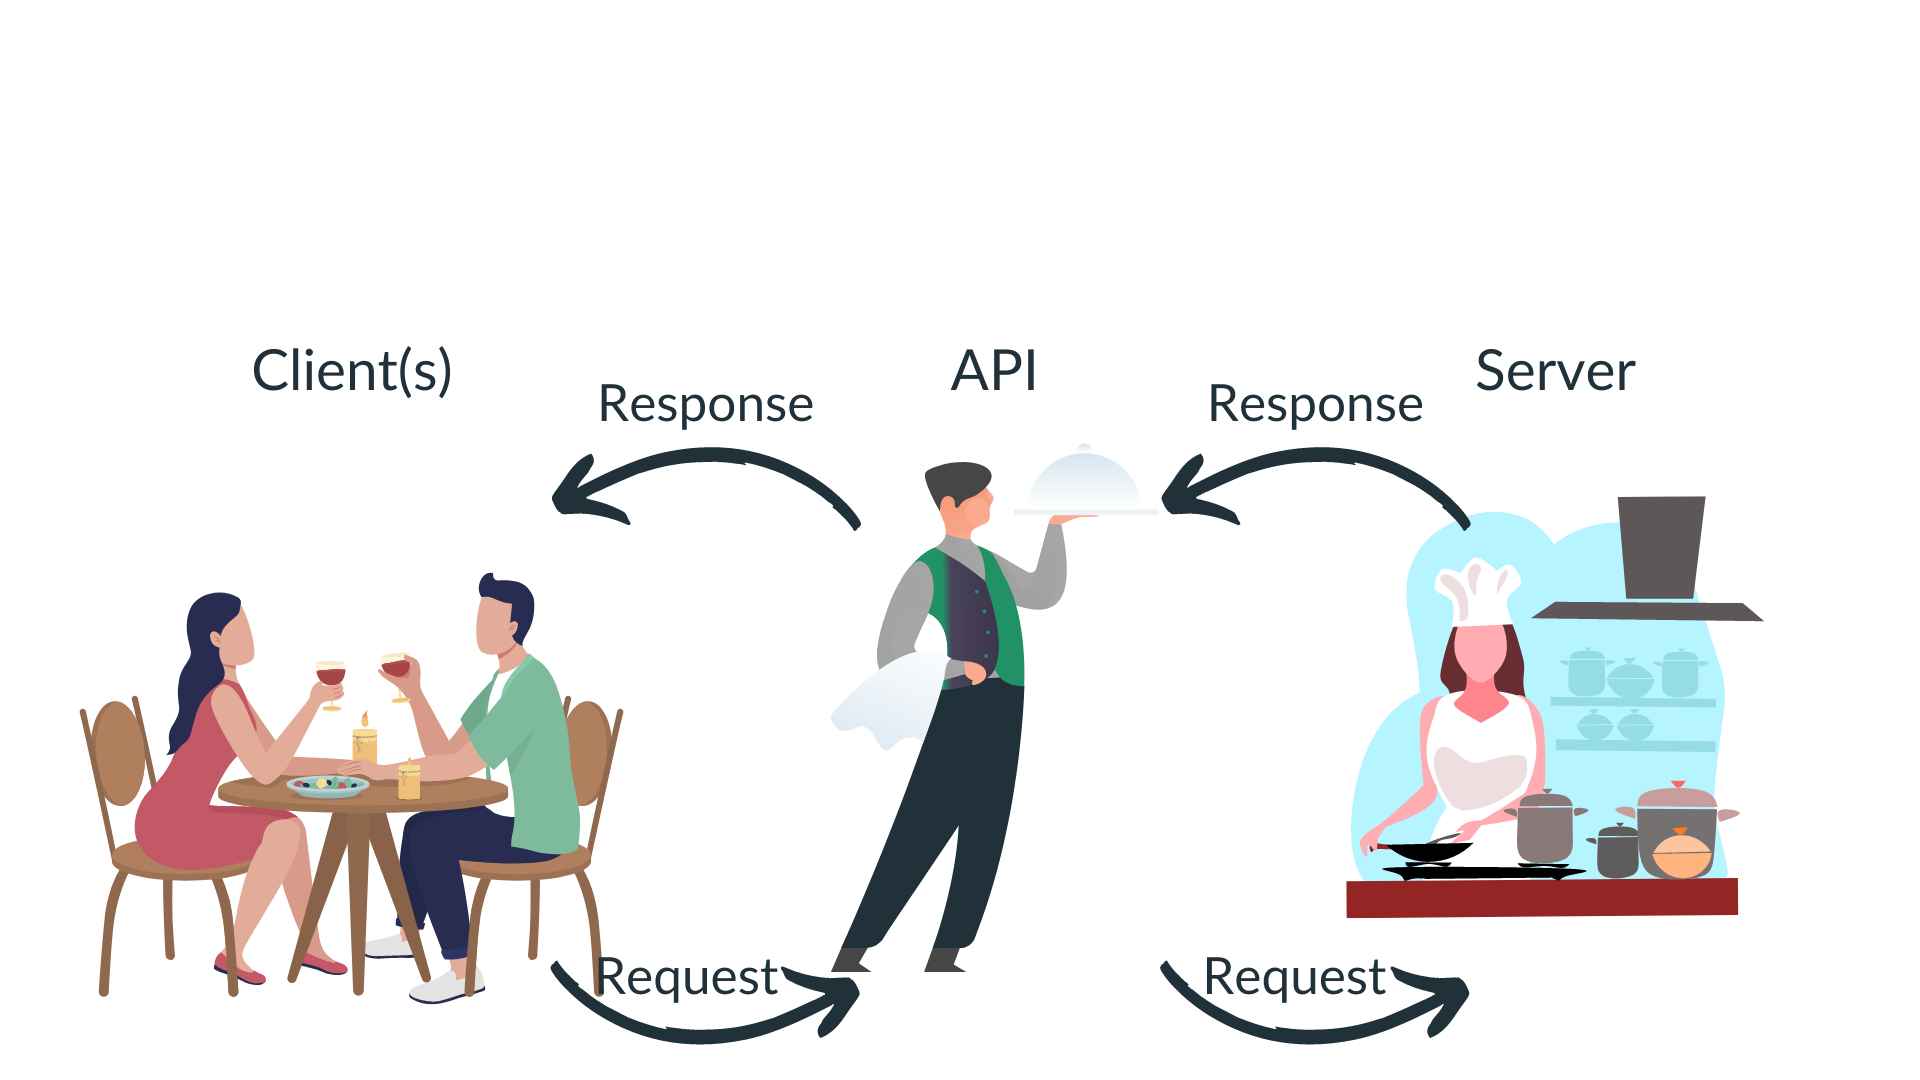 Client(s)
API
Server
Response
Response
Request
Request